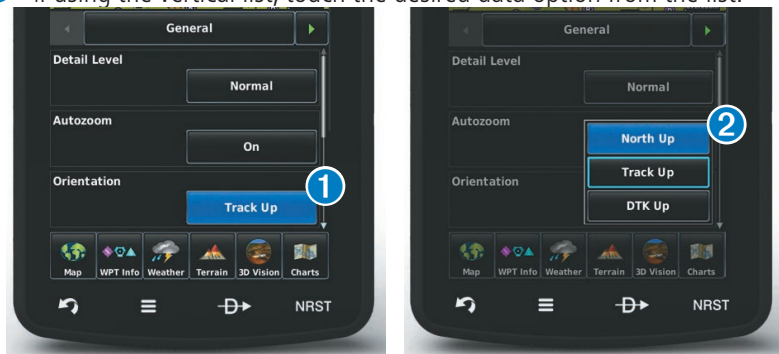 If using the vertical list, touch the desired data option from the list.
General
Detail Level
Normal
Autozoom
On
Orientation
1
Track Up
Map
WPT Info
Weather
Terrain
3D Vision
Charts
NRST
General
Detail Level
Normal
Autozoom
2
North Up
Orientation
Track Up
DTK Up
Map
WPT Info
Weather
Terrain
3D Vision
Charts
D
NRST